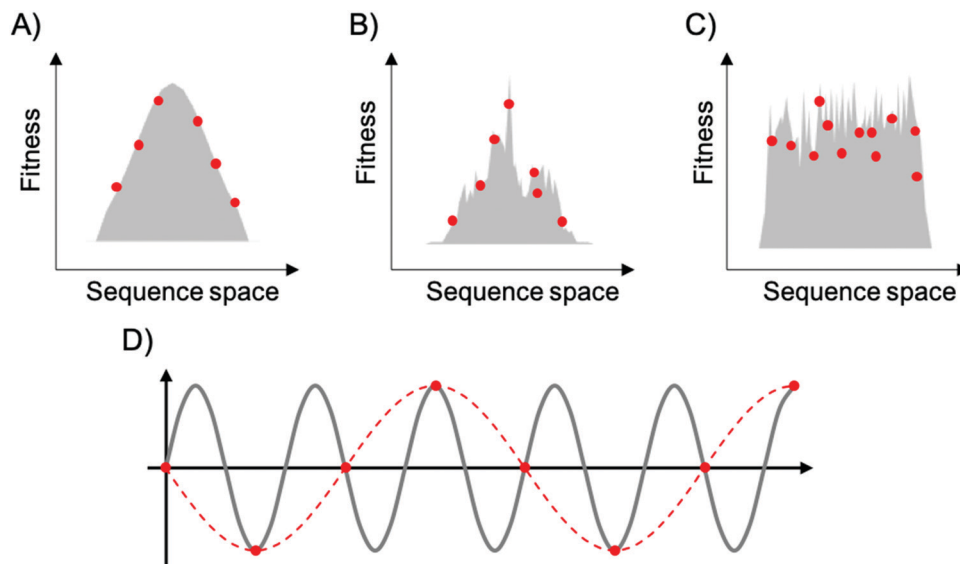 A)
Fitness
Sequence space
B)
Fitness
Sequence space
C)
Fitness
Sequence space
D)